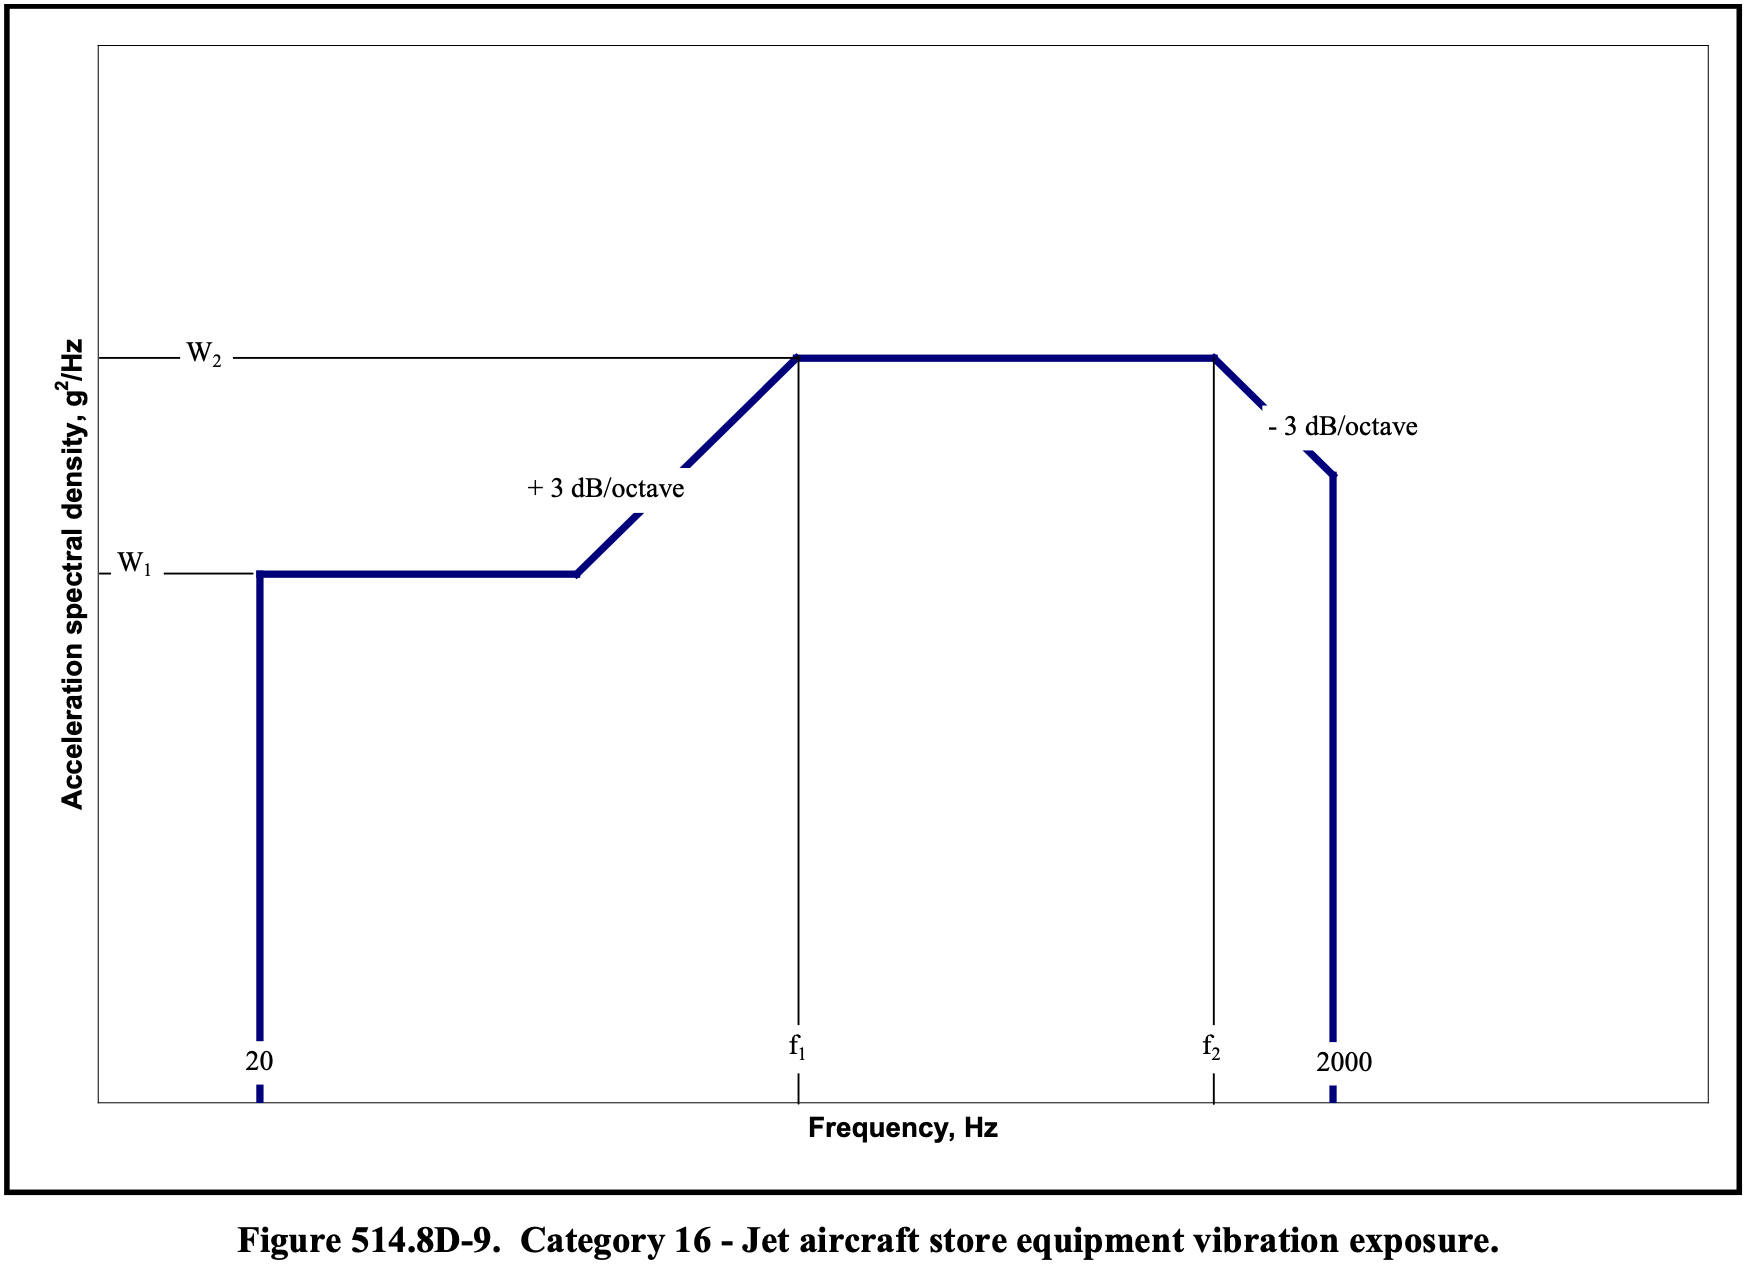 W₂
- 3 dB/octave
+ 3 dB/octave
W₁
Acceleration spectral density, g²/Hz
20
f₁
f₂
2000
Frequency, Hz
Figure 514.8D-9. Category 16 - Jet aircraft store equipment vibration exposure.